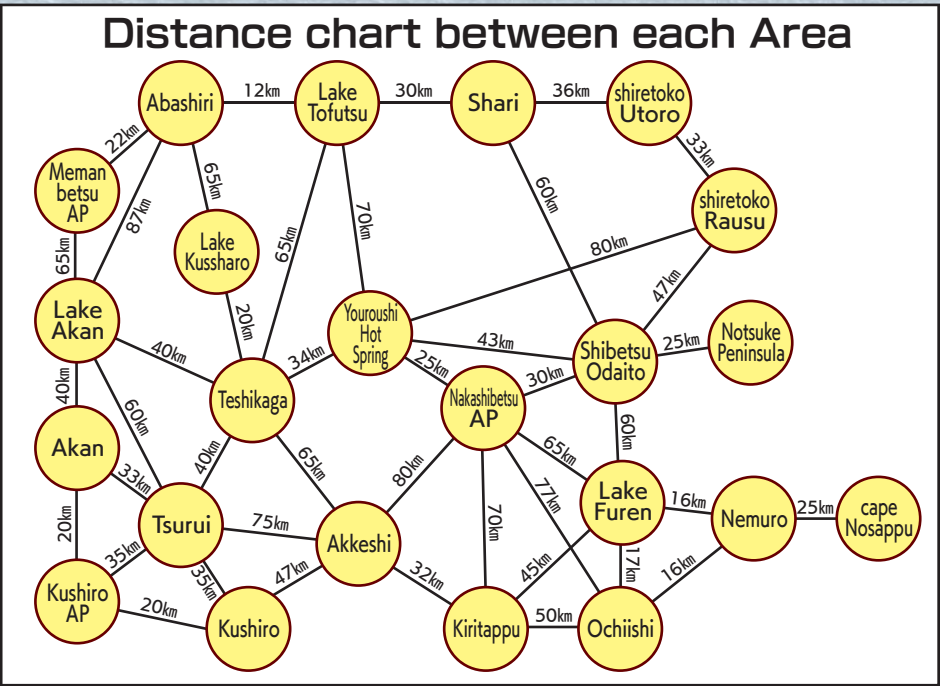 Distance chart between each Area
Abashiri
12㎞
Lake
Tofutsu
30㎞
Shari
36㎞
shiretoko
Utoro
22㎞
33㎞
Meman
betsu
AP
87㎞
65㎞
65㎞
70㎞
60㎞
shiretoko
Rausu
Lake
Kussharo
80㎞
65㎞
47㎞
Lake
Akan
20㎞
Youroushi
Hot
Spring
43㎞
Shibetsu
Odaito
25㎞
Notsuke
Peninsula
40㎞
34㎞
25㎞
30㎞
40㎞
60㎞
Teshikaga
Nakashibetsu
AP
60㎞
Akan
33㎞
40㎞
65㎞
80㎞
65㎞
77㎞
Lake
Furen
16㎞
Nemuro
25㎞
cape
Nosappu
20㎞
Tsurui
75㎞
Akkeshi
70㎞
35㎞
35㎞
47㎞
32㎞
45㎞
17㎞
16㎞
Kushiro
AP
20㎞
Kushiro
Kiritappu
50㎞
Ochiishi